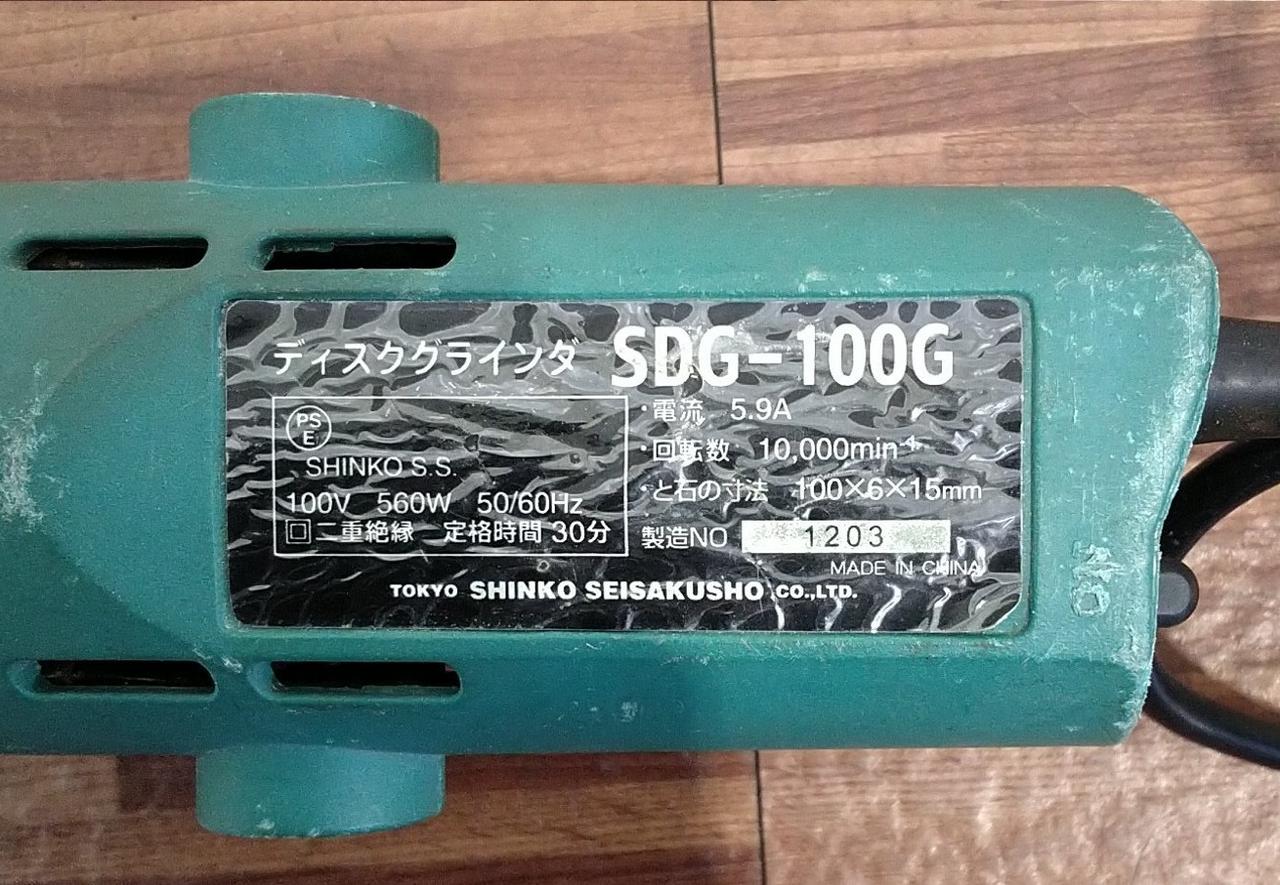 ディスクグラインダ SDG-100G
・電流 5.9A
PS
E
・回転数 10,000min⁻¹
SHINKO S.S.
100V 560W 50/60Hz
・と石の寸法 100×6×15mm
回 二重絶縁 定格時間 30分
製造NO 1203
MADE IN CHINA
TOKYO SHINKO SEISAKUSHO CO.,LTD.